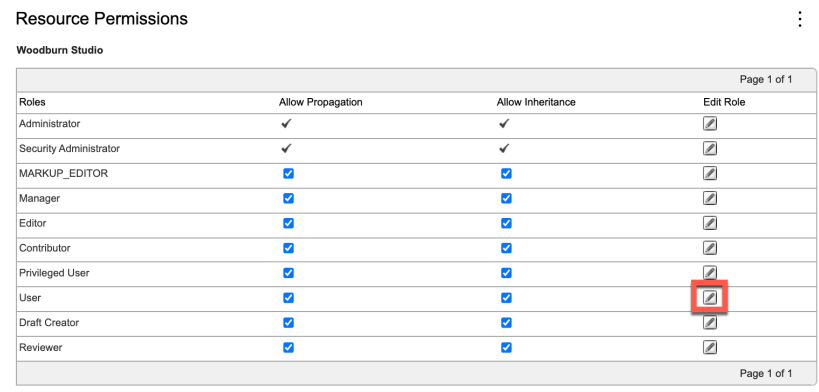 Resource Permissions
Woodburn Studio
Page 1 of 1
Roles Allow Propagation Allow Inheritance Edit Role
Administrator
Security Administrator
MARKUP_EDITOR
Manager
Editor
Contributor
Privileged User
User
Draft Creator
Reviewer
Page 1 of 1